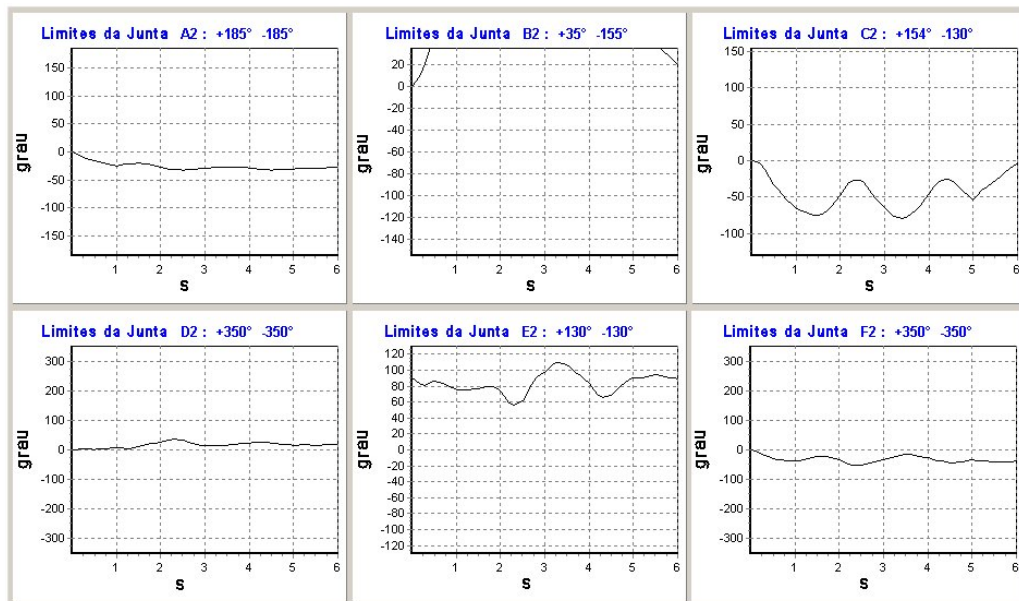 Limites da Junta A2 : +185° -185°
150
100
50
0
-50
-100
-150
grau
1 2 3 4 5 6
s
Limites da Junta B2 : +35° -155°
20
0
-20
-40
-60
-80
-100
-120
-140
grau
1 2 3 4 5 6
s
Limites da Junta C2 : +154° -130°
150
100
50
0
-50
-100
grau
1 2 3 4 5 6
s
Limites da Junta D2 : +350° -350°
300
200
100
0
-100
-200
-300
grau
1 2 3 4 5 6
s
Limites da Junta E2 : +130° -130°
120
100
80
60
40
20
0
-20
-40
-60
-80
-100
-120
grau
1 2 3 4 5 6
s
Limites da Junta F2 : +350° -350°
300
200
100
0
-100
-200
-300
grau
1 2 3 4 5 6
s